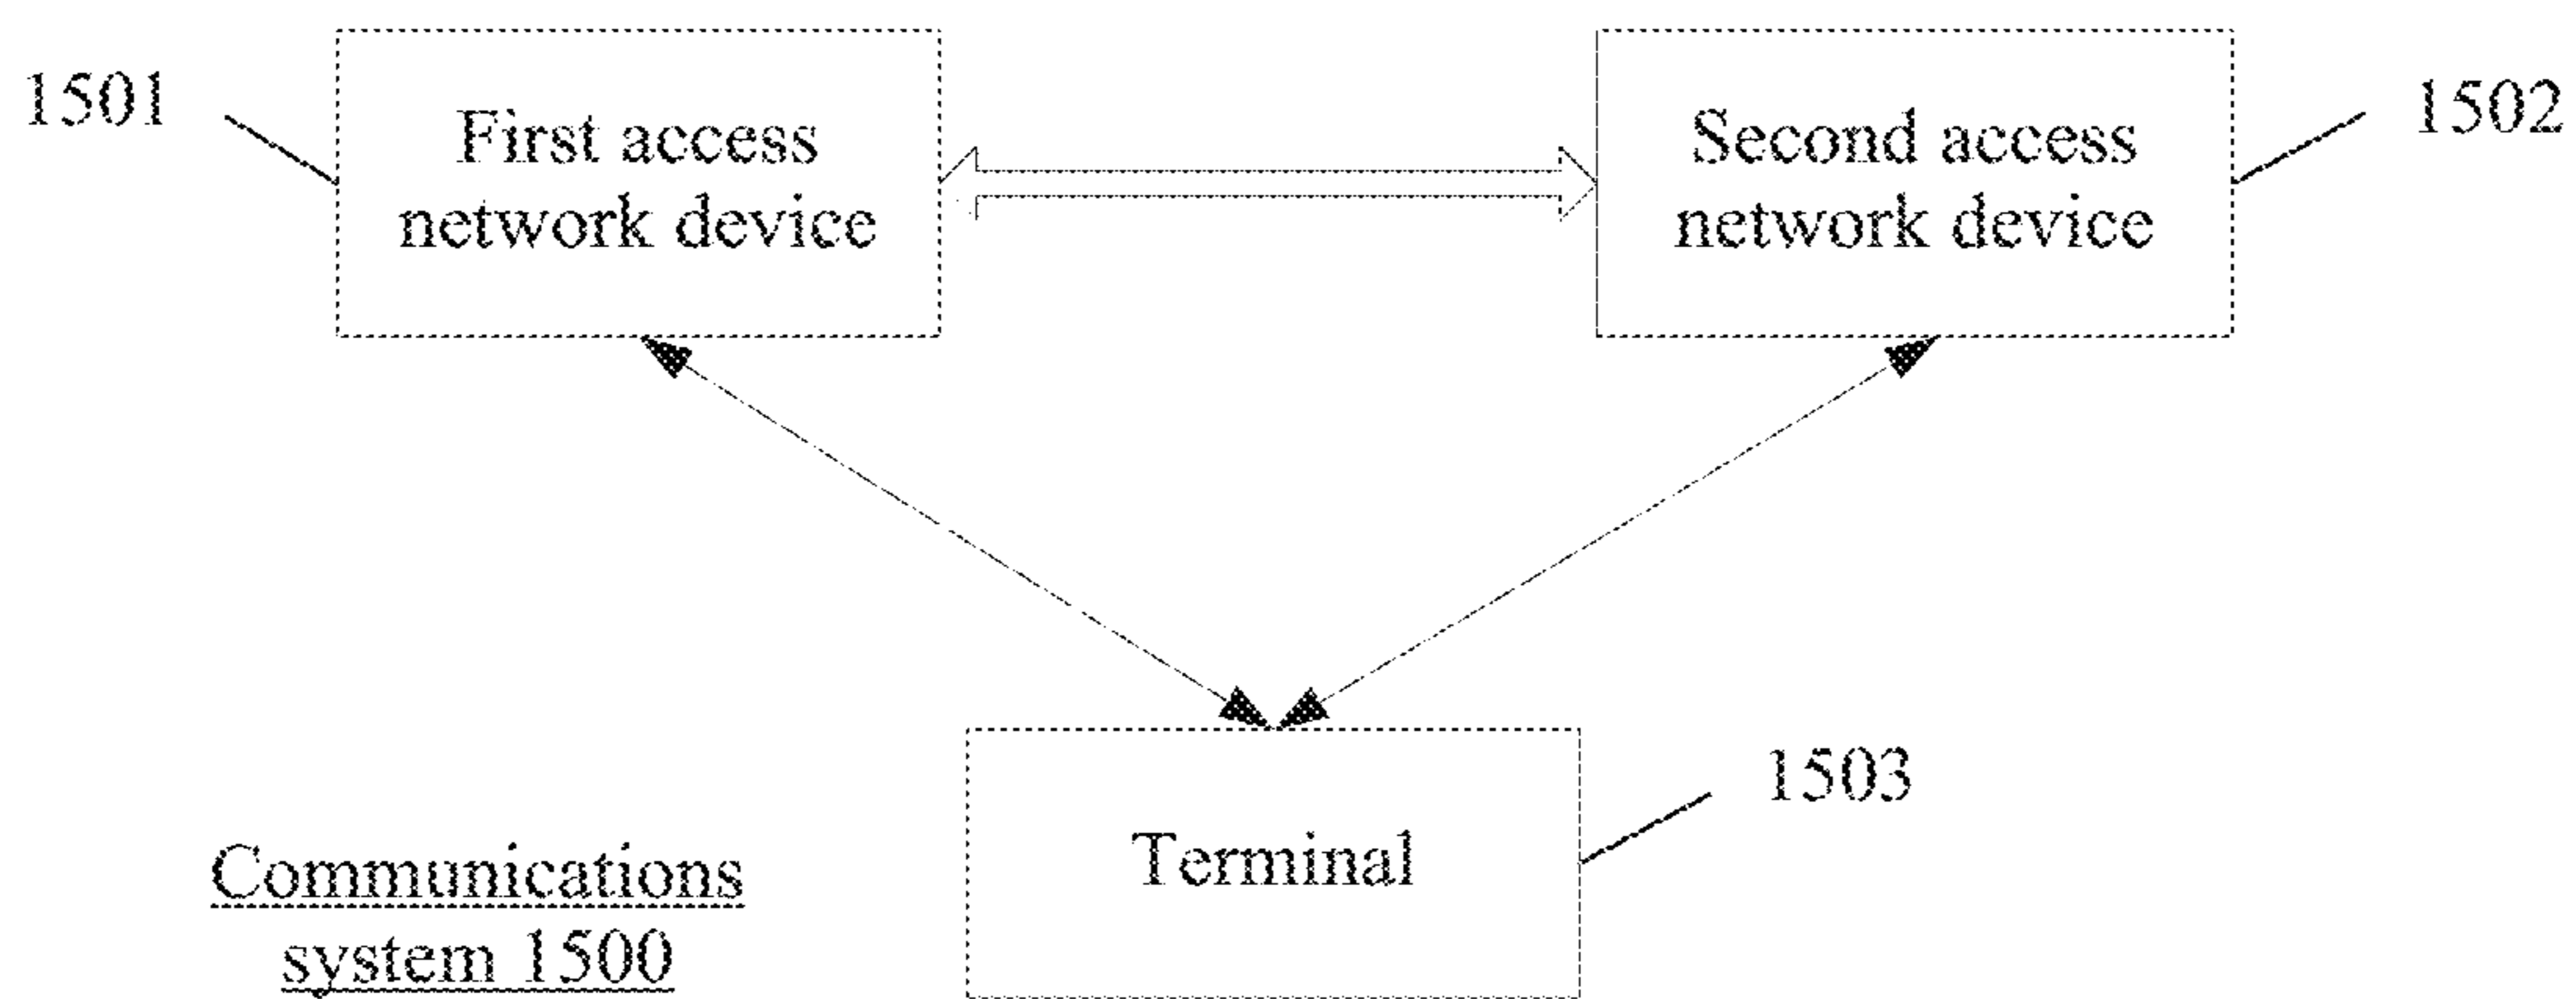 1501
First access
network device
Second access
network device
1502
1503
Terminal
Communications
system 1500